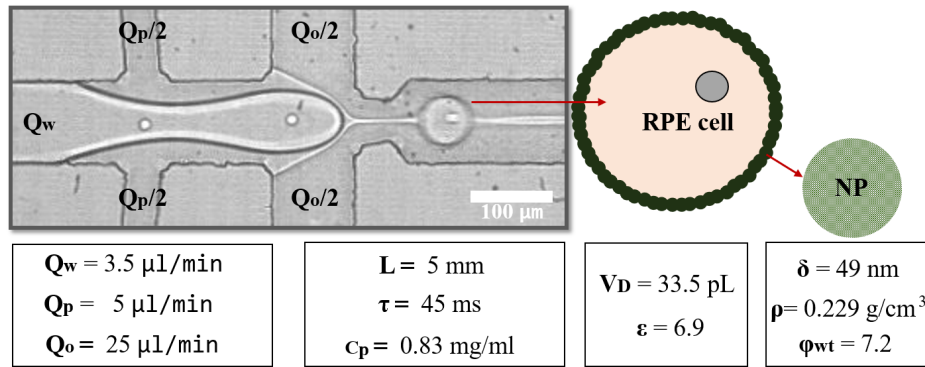 Qp/2
Qo/2
Qw
Qp/2
Qo/2
100 µm
RPE cell
NP
Qw = 3.5 µl/min
Qp = 5 µl/min
Qo = 25 µl/min
L = 5 mm
τ = 45 ms
cp = 0.83 mg/ml
VD = 33.5 pL
ε = 6.9
δ = 49 nm
ρ= 0.229 g/cm³
φwt = 7.2